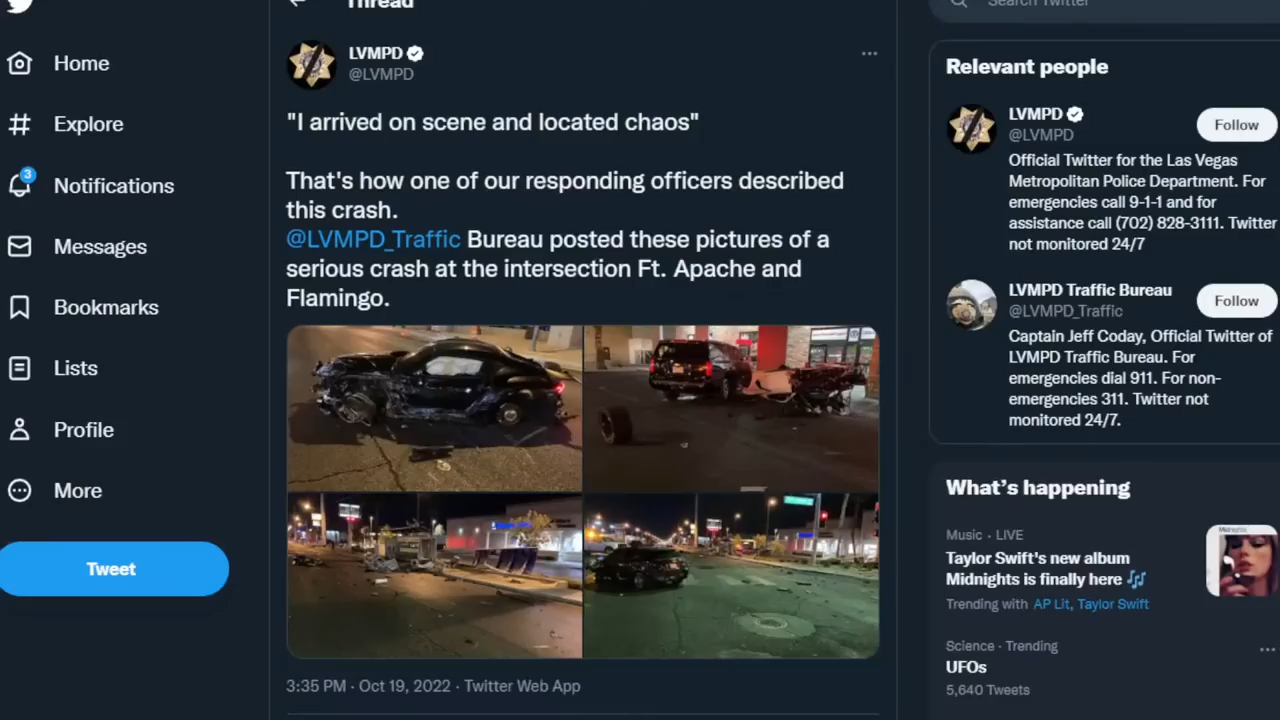 Thread
Search Twitter
Home
Explore
3
Notifications
Messages
Bookmarks
Lists
Profile
More
Tweet
LVMPD
@LVMPD
"I arrived on scene and located chaos"
That's how one of our responding officers described
this crash.
@LVMPD_Traffic Bureau posted these pictures of a
serious crash at the intersection Ft. Apache and
Flamingo.
3:35 PM · Oct 19, 2022 · Twitter Web App
Relevant people
LVMPD
@LVMPD
Follow
Official Twitter for the Las Vegas
Metropolitan Police Department. For
emergencies call 9-1-1 and for
assistance call (702) 828-3111. Twitter
not monitored 24/7
LVMPD Traffic Bureau
@LVMPD_Traffic
Follow
Captain Jeff Coday, Official Twitter of
LVMPD Traffic Bureau. For
emergencies dial 911. For non-
emergencies 311. Twitter not
monitored 24/7.
What's happening
Music · LIVE
Taylor Swift's new album
Midnights is finally here
Trending with AP Lit, Taylor Swift
Midnights
Science · Trending
UFOs
5,640 Tweets